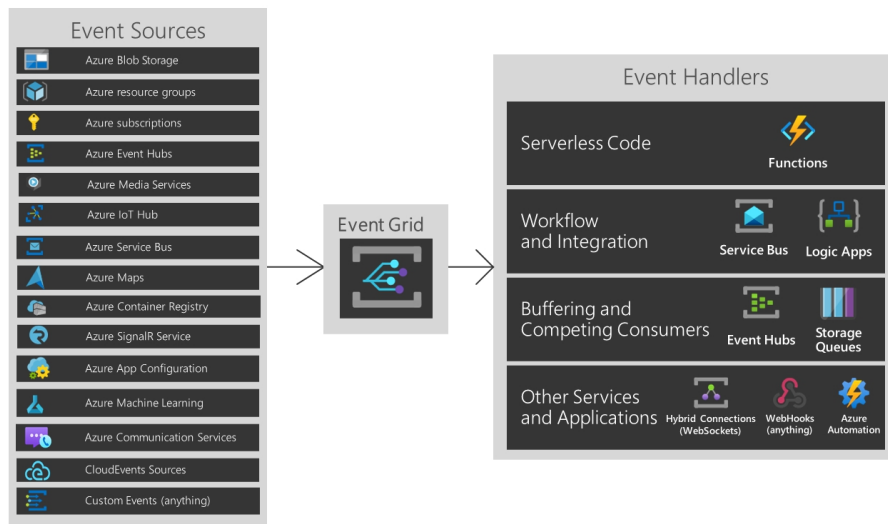 Event Sources
Azure Blob Storage
Azure resource groups
Azure subscriptions
Azure Event Hubs
Azure Media Services
Azure IoT Hub
Azure Service Bus
Azure Maps
Azure Container Registry
Azure SignalR Service
Azure App Configuration
Azure Machine Learning
Azure Communication Services
CloudEvents Sources
Custom Events (anything)
Event Grid
Event Handlers
Serverless Code
Functions
Workflow
and Integration
Service Bus
Logic Apps
Buffering and
Competing Consumers
Event Hubs
Storage
Queues
Other Services
and Applications
Hybrid Connections
(WebSockets)
WebHooks
(anything)
Azure
Automation